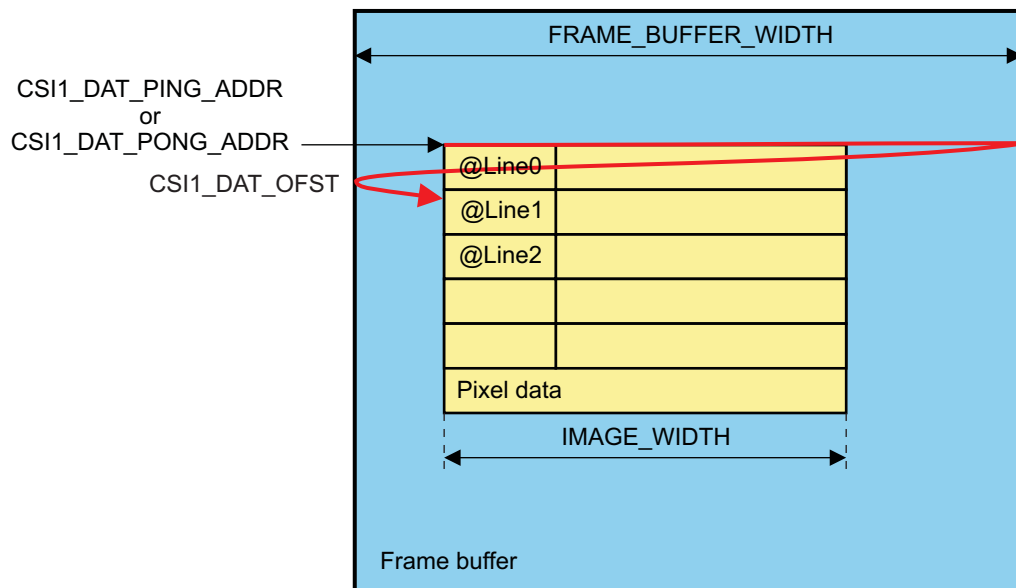 FRAME_BUFFER_WIDTH
CSI1_DAT_PING_ADDR
or
CSI1_DAT_PONG_ADDR
@Line0
CSI1_DAT_OFST
@Line1
@Line2
Pixel data
IMAGE_WIDTH
Frame buffer